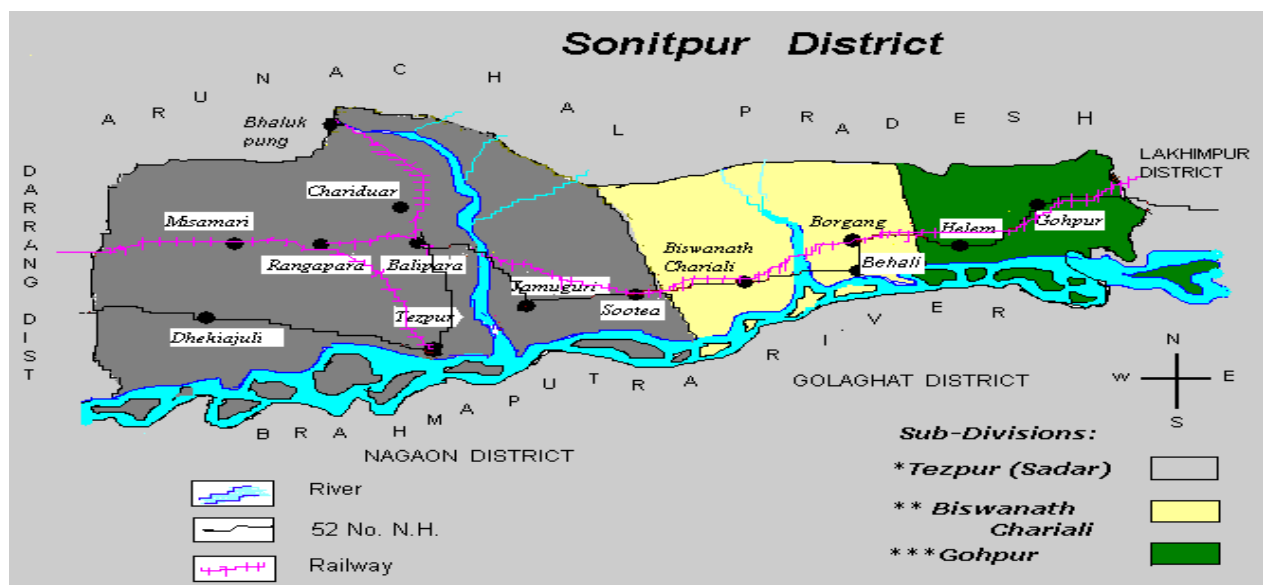 Sonitpur District
ARUNACHAL PRADESH
Bhaluk
pung
LAKHIMPUR
DISTRICT
DARRANG DIST
Chariduar
Misamari
Borgang
Helem
Gohpur
Rangapara
Balipara
Biswanath
Chariali
Behali
Kamuguri
Sootea
Tezpur
Dhekiajuli
BRAHMAPUTRA RIVER
GOLAGHAT DISTRICT
NAGAON DISTRICT
N
W
E
S
Sub-Divisions:
*Tezpur (Sadar)
** Biswanath
Chariali
***Gohpur
River
52 No. N.H.
Railway